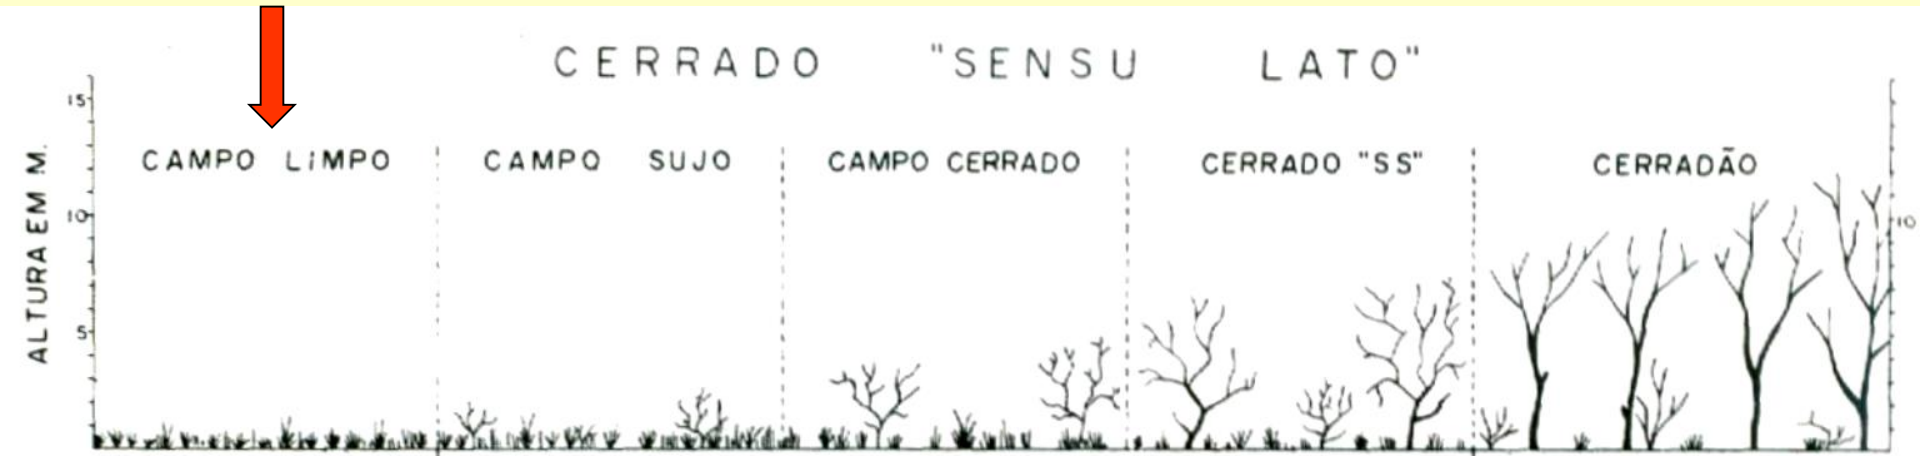 CERRADO "SENSU LATO"
15
CAMPO LIMPO
CAMPO SUJO
CAMPO CERRADO
CERRADO "SS"
CERRADÃO
ALTURA EM M.
10
10
5